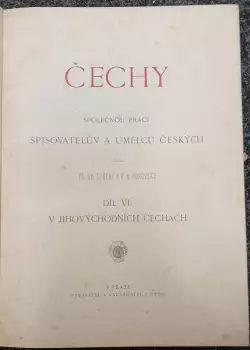 ČECHY
SPOLEČNOU PRACÍ
SPISOVATELŮV A UMĚLCŮ ČESKÝCH
DÍL VI.
V JIHOVÝCHODNÍCH ČECHÁCH
V PRAZE